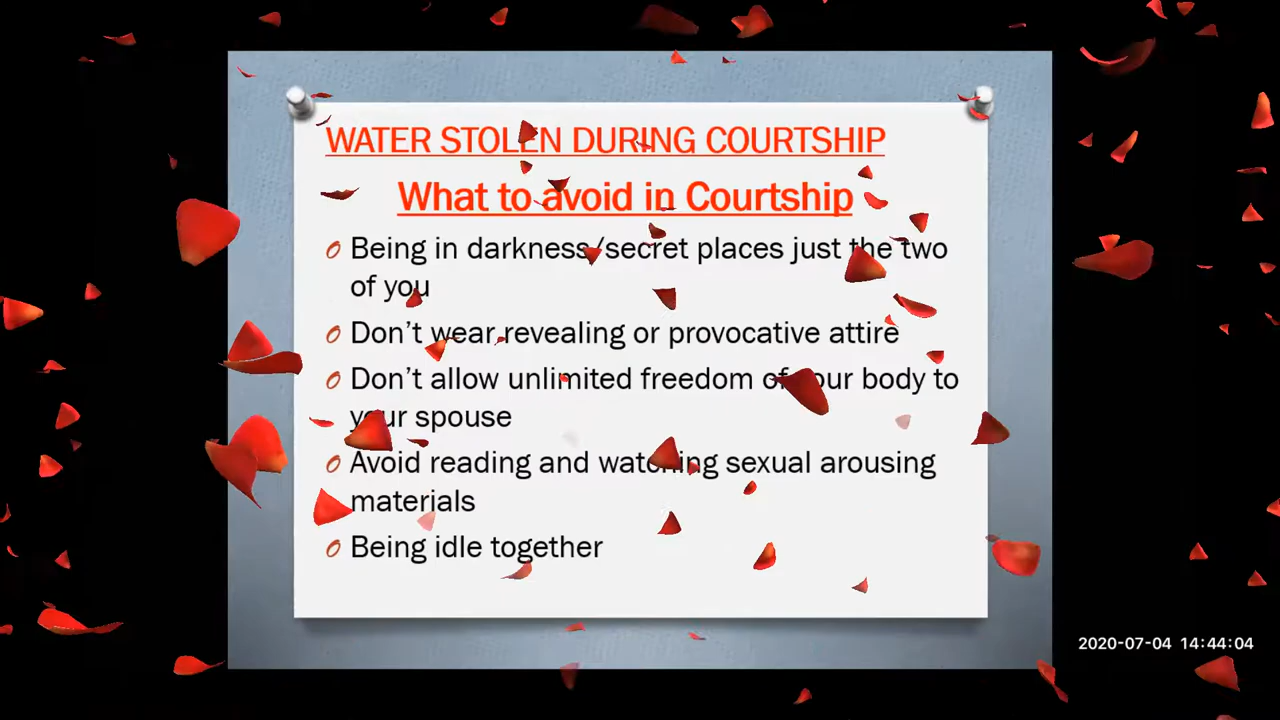 WATER STOLEN DURING COURTSHIP
What to avoid in Courtship
Being in darkness/secret places just the two
of you
Don't wear revealing or provocative attire
Don't allow unlimited freedom of your body to
your spouse
Avoid reading and watching sexual arousing
materials
Being idle together
2020-07-04 14:44:04